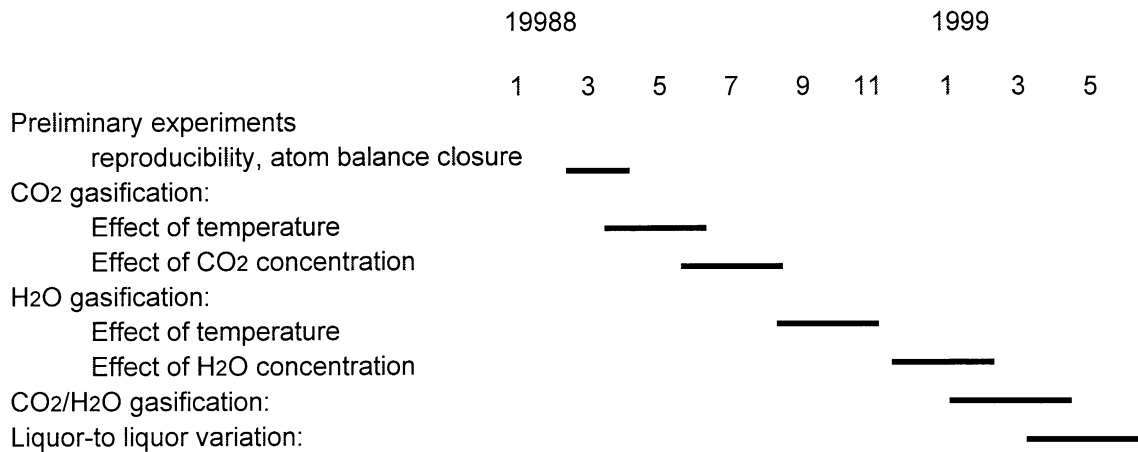 19988 1999
1 3 5 7 9 11 1 3 5
Preliminary experiments
reproducibility, atom balance closure
CO2 gasification:
Effect of temperature
Effect of CO2 concentration
H2O gasification:
Effect of temperature
Effect of H2O concentration
CO2/H2O gasification:
Liquor-to liquor variation: